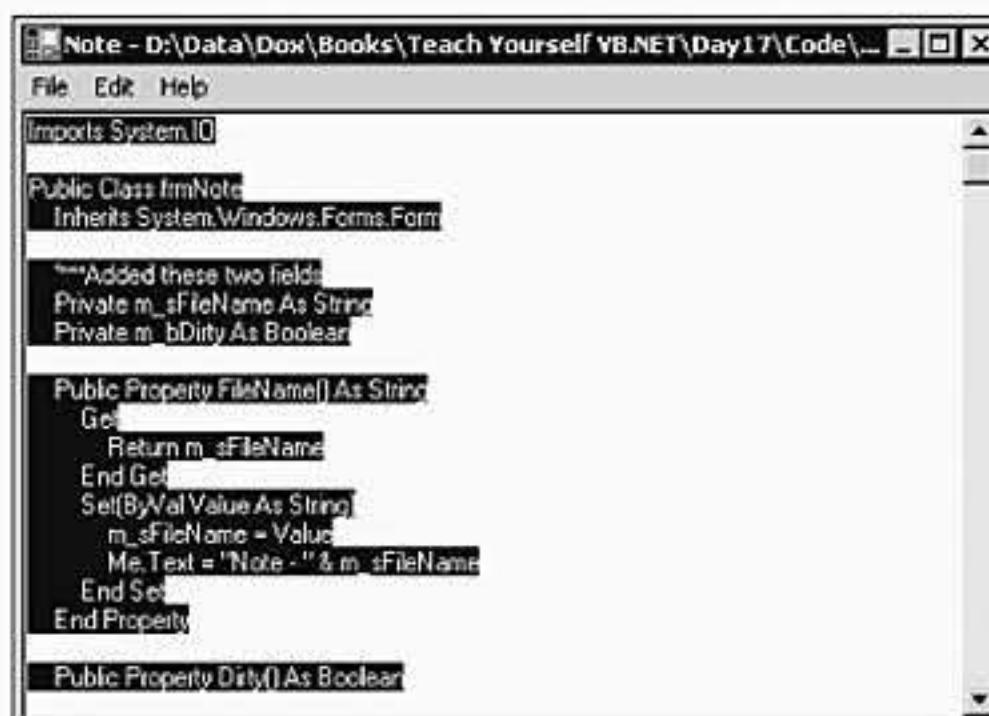 Note - D:\Data\Dox\Books\Teach Yourself VB.NET\Day17\Code\...
File Edit Help
Imports System.IO
Public Class frmNote
Inherits System.Windows.Forms.Form
'***Added these two fields
Private m_sFileName As String
Private m_bDirty As Boolean
Public Property FileName() As String
Get
Return m_sFileName
End Get
Set(ByVal Value As String)
m_sFileName = Value
Me.Text = "Note - " & m_sFileName
End Set
End Property
Public Property Dirty() As Boolean